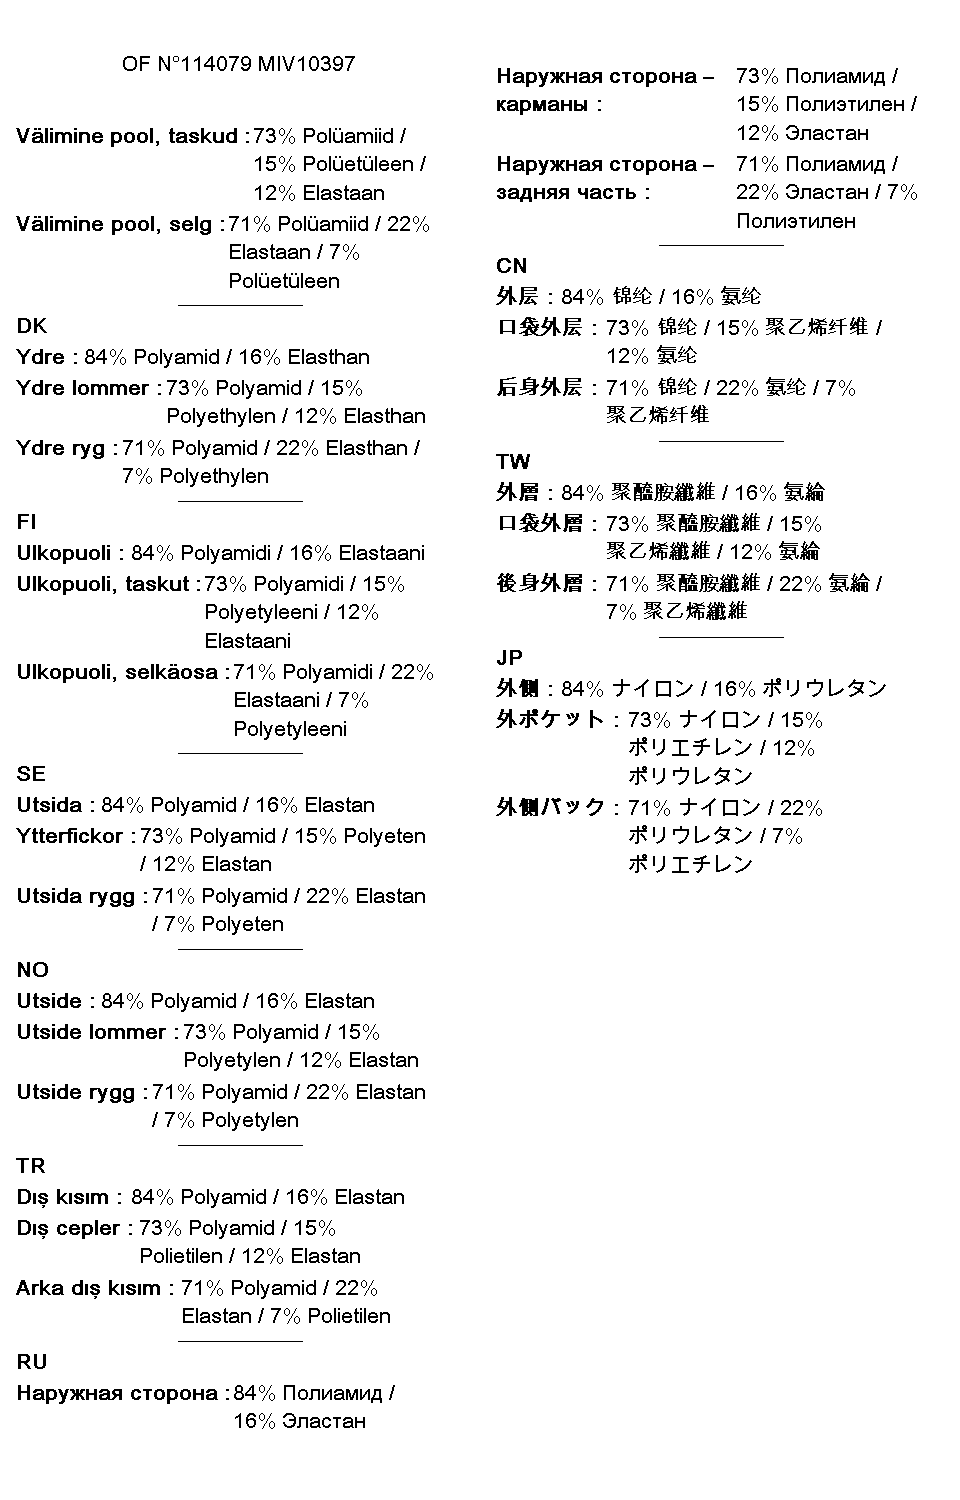 OF N°114079 MIV10397
Välimine pool, taskud : 73% Polüamiid /
15% Polüetüleen /
12% Elastaan
Välimine pool, selg : 71% Polüamiid / 22%
Elastaan / 7%
Polüetüleen
DK
Ydre : 84% Polyamid / 16% Elasthan
Ydre lommer : 73% Polyamid / 15%
Polyethylen / 12% Elasthan
Ydre ryg : 71% Polyamid / 22% Elasthan /
7% Polyethylen
FI
Ulkopuoli : 84% Polyamidi / 16% Elastaani
Ulkopuoli, taskut : 73% Polyamidi / 15%
Polyetyleeni / 12%
Elastaani
Ulkopuoli, selkäosa : 71% Polyamidi / 22%
Elastaani / 7%
Polyetyleeni
SE
Utsida : 84% Polyamid / 16% Elastan
Ytterfickor : 73% Polyamid / 15% Polyeten
/ 12% Elastan
Utsida rygg : 71% Polyamid / 22% Elastan
/ 7% Polyeten
NO
Utside : 84% Polyamid / 16% Elastan
Utside lommer : 73% Polyamid / 15%
Polyetylen / 12% Elastan
Utside rygg : 71% Polyamid / 22% Elastan
/ 7% Polyetylen
TR
Dış kısım : 84% Polyamid / 16% Elastan
Dış cepler : 73% Polyamid / 15%
Polietilen / 12% Elastan
Arka dış kısım : 71% Polyamid / 22%
Elastan / 7% Polietilen
RU
Наружная сторона : 84% Полиамид /
16% Эластан
Наружная сторона – 73% Полиамид /
карманы : 15% Полиэтилен /
12% Эластан
Наружная сторона – 71% Полиамид /
задняя часть : 22% Эластан / 7%
Полиэтилен
CN
外层 : 84% 锦纶 / 16% 氨纶
口袋外层 : 73% 锦纶 / 15% 聚乙烯纤维 /
12% 氨纶
后身外层 : 71% 锦纶 / 22% 氨纶 / 7%
聚乙烯纤维
TW
外層 : 84% 聚醯胺纖維 / 16% 氨綸
口袋外層 : 73% 聚醯胺纖維 / 15%
聚乙烯纖維 / 12% 氨綸
後身外層 : 71% 聚醯胺纖維 / 22% 氨綸 /
7% 聚乙烯纖維
JP
外側 : 84% ナイロン / 16% ポリウレタン
外ポケット : 73% ナイロン / 15%
ポリエチレン / 12%
ポリウレタン
外側バック : 71% ナイロン / 22%
ポリウレタン / 7%
ポリエチレン